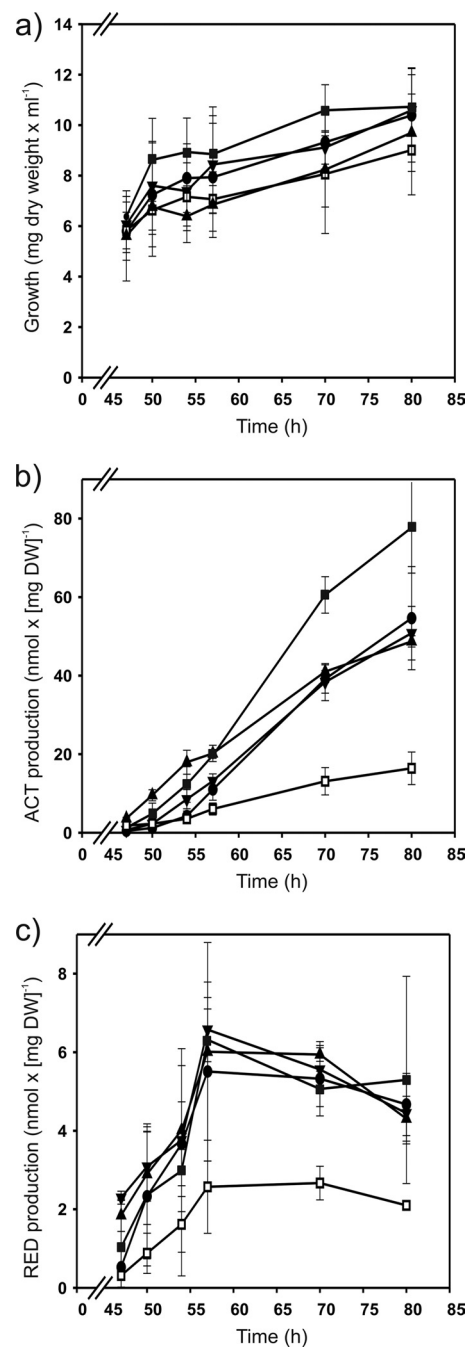 a)
14
12
10
8
6
4
2
0
Growth (mg dry weight x ml⁻¹)
0 45 50 55 60 65 70 75 80 85
Time (h)
b)
80
60
40
20
0
ACT production (nmol x [mg DW]⁻¹)
0 45 50 55 60 65 70 75 80 85
Time (h)
c)
8
6
4
2
0
RED production (nmol x [mg DW]⁻¹)
0 45 50 55 60 65 70 75 80 85
Time (h)